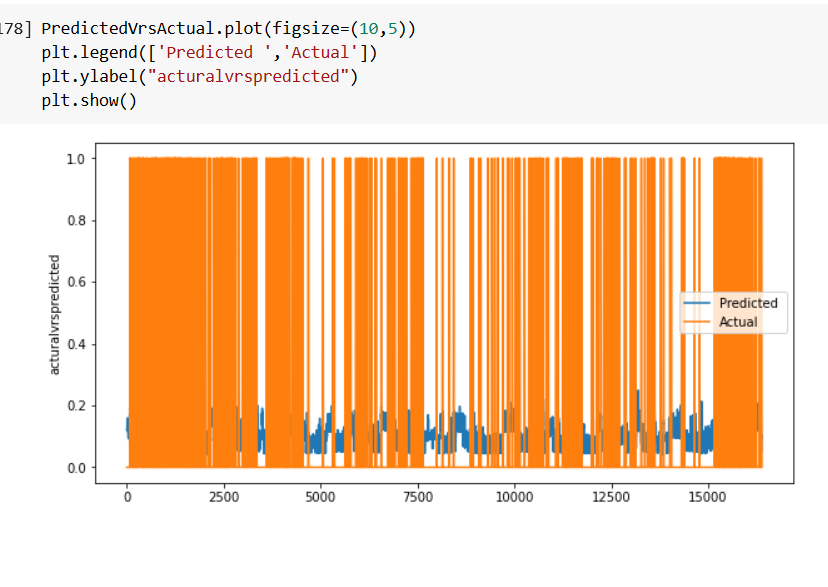 178] PredictedVrsActual.plot(figsize=(10,5))
plt.legend(['Predicted ','Actual'])
plt.ylabel("acturalvrspredicted")
plt.show()
1.0
0.8
0.6
0.4
0.2
0.0
acturalvrspredicted
Predicted
Actual
0 2500 5000 7500 10000 12500 15000